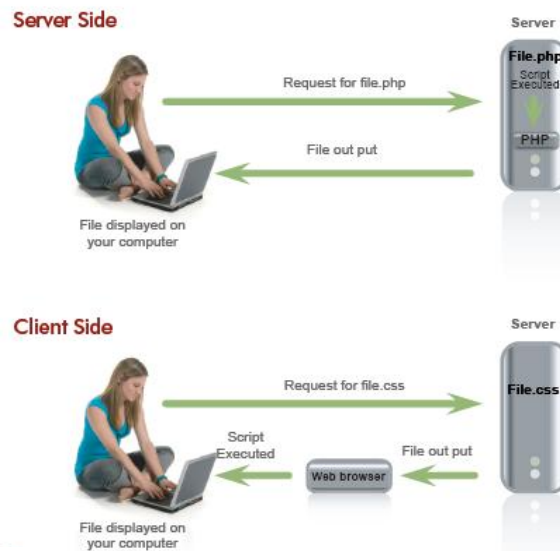 Server Side
Server
File.php
Script
Executed
PHP
Request for file.php
File out put
File displayed on
your computer
Client Side
Server
File.css
Request for file.css
Script
Executed
Web browser
File out put
File displayed on
your computer